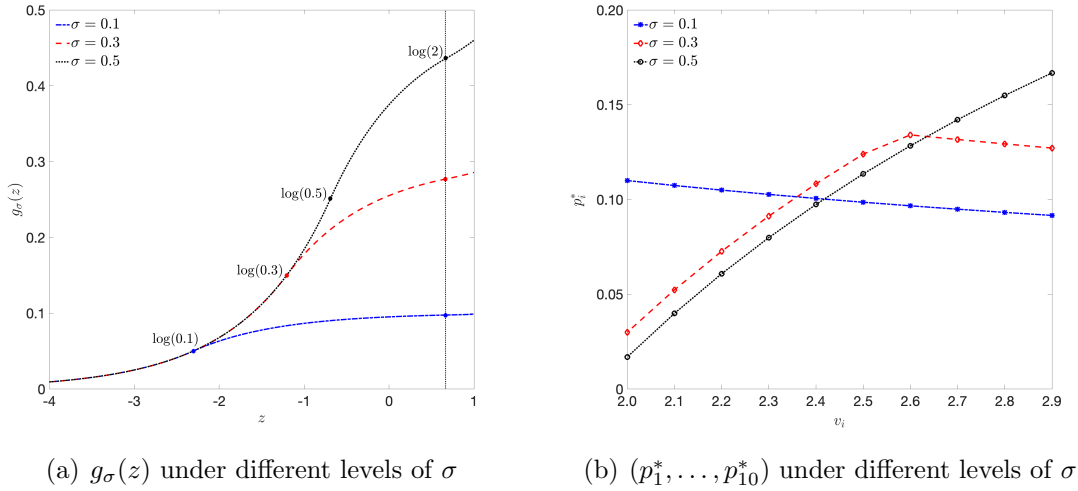 0.5
0.4
0.3
0.2
0.1
0
g_σ(z)
σ = 0.1
σ = 0.3
σ = 0.5
log(2)
log(0.5)
log(0.3)
log(0.1)
-4 -3 -2 -1 0 1
z
(a) g_σ(z) under different levels of σ
0.20
0.15
0.10
0.05
0
p_i^*
σ = 0.1
σ = 0.3
σ = 0.5
2.0 2.1 2.2 2.3 2.4 2.5 2.6 2.7 2.8 2.9
v_i
(b) (p_1^*, . . . , p_10^*) under different levels of σ